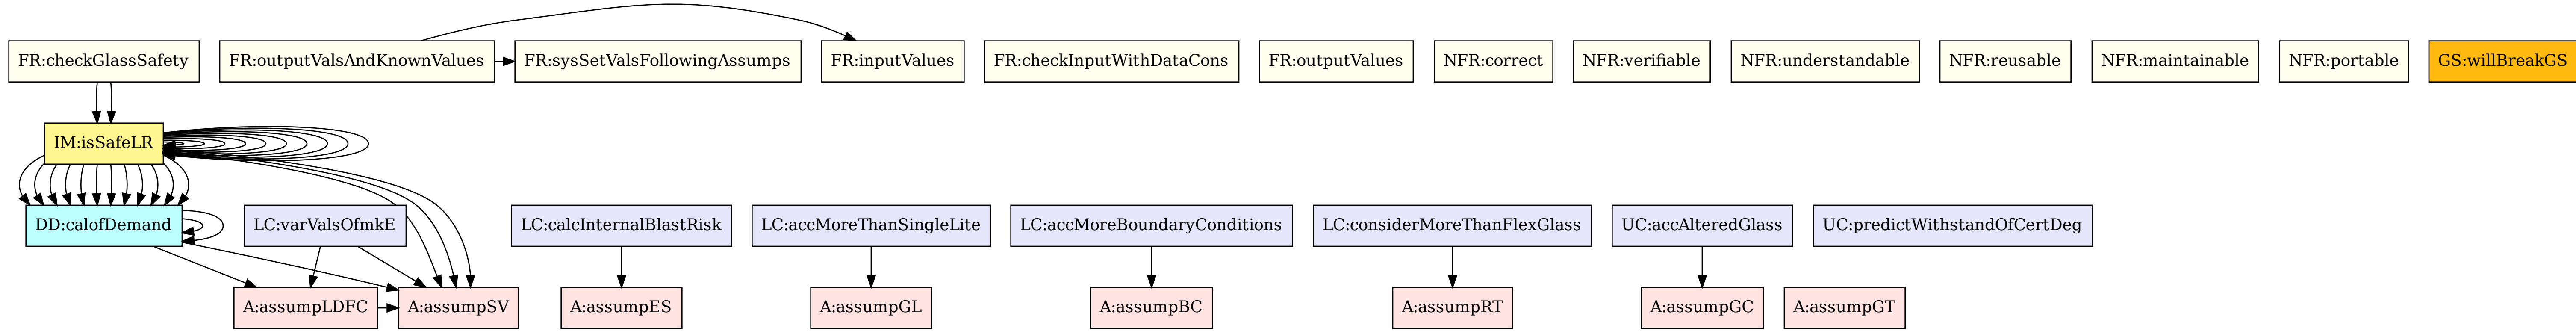 FR:checkGlassSafety
FR:outputValsAndKnownValues
FR:sysSetValsFollowingAssumps
FR:inputValues
FR:checkInputWithDataCons
FR:outputValues
NFR:correct
NFR:verifiable
NFR:understandable
NFR:reusable
NFR:maintainable
NFR:portable
GS:willBreakGS
IM:isSafeLR
DD:calofDemand
LC:varValsOfmkE
LC:calcInternalBlastRisk
LC:accMoreThanSingleLite
LC:accMoreBoundaryConditions
LC:considerMoreThanFlexGlass
UC:accAlteredGlass
UC:predictWithstandOfCertDeg
A:assumpLDFC
A:assumpSV
A:assumpES
A:assumpGL
A:assumpBC
A:assumpRT
A:assumpGC
A:assumpGT